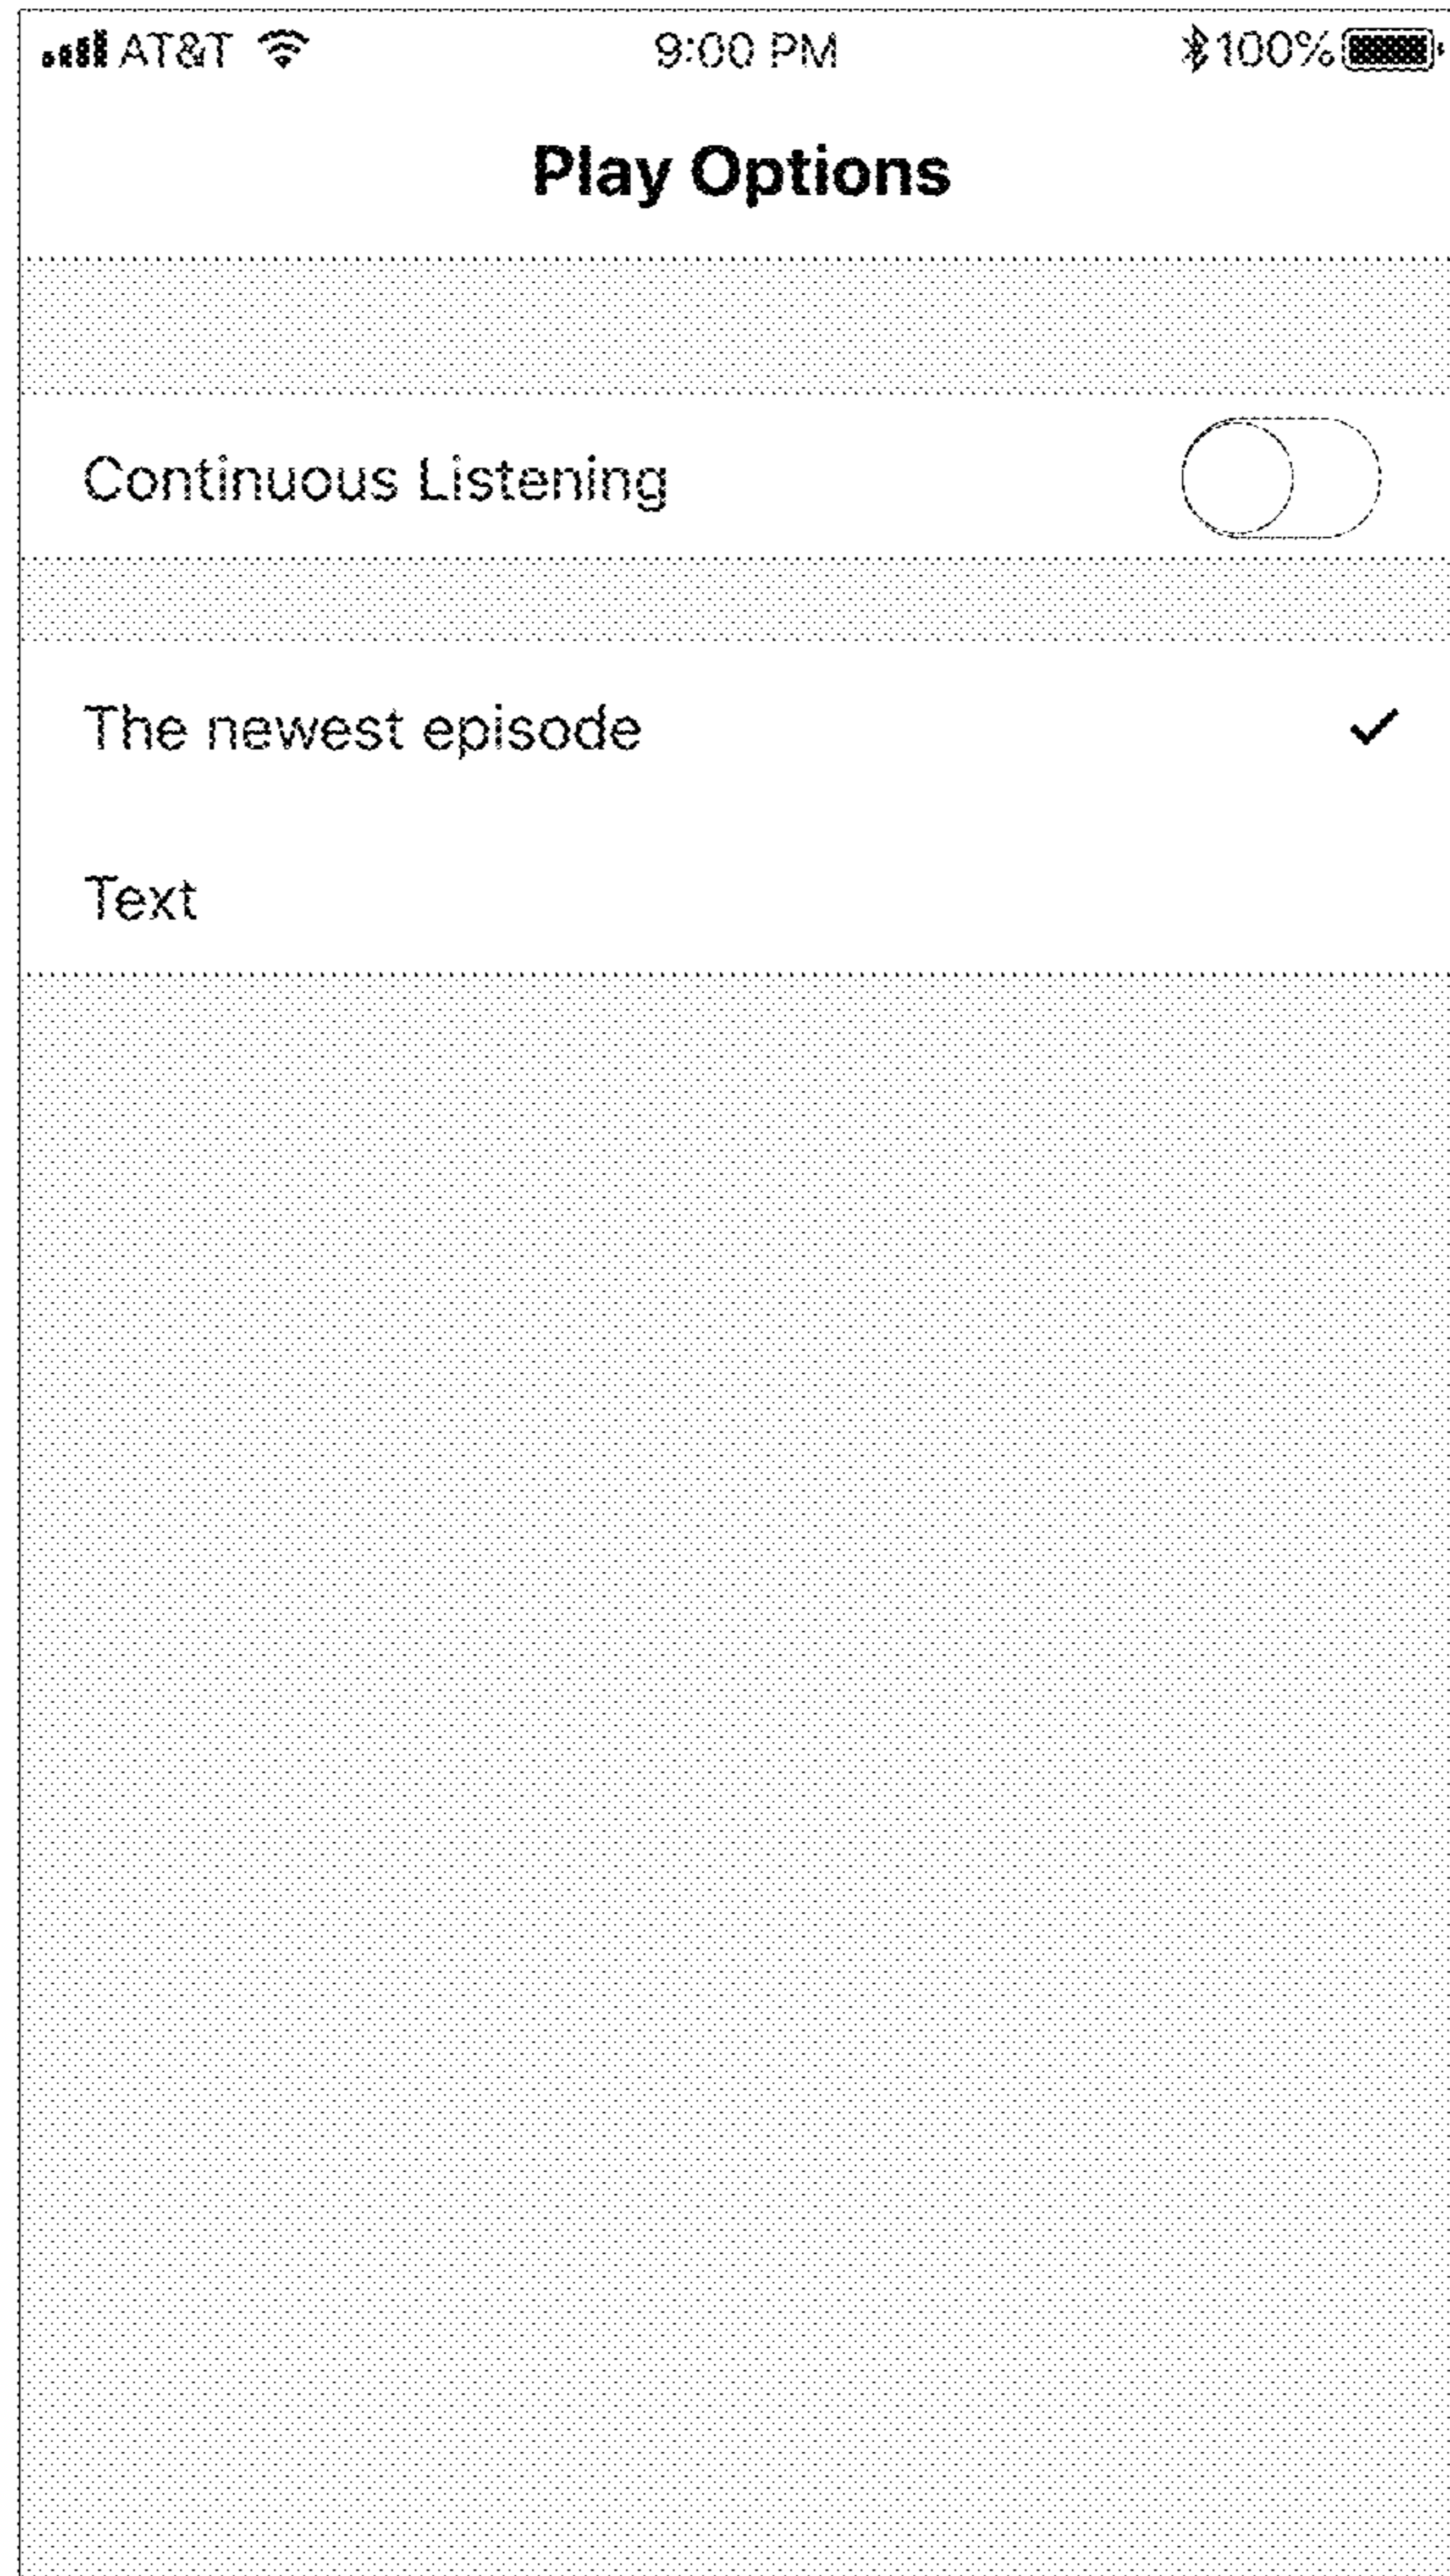 AT&T 9:00 PM 100%
Play Options
Continuous Listening
The newest episode
Text